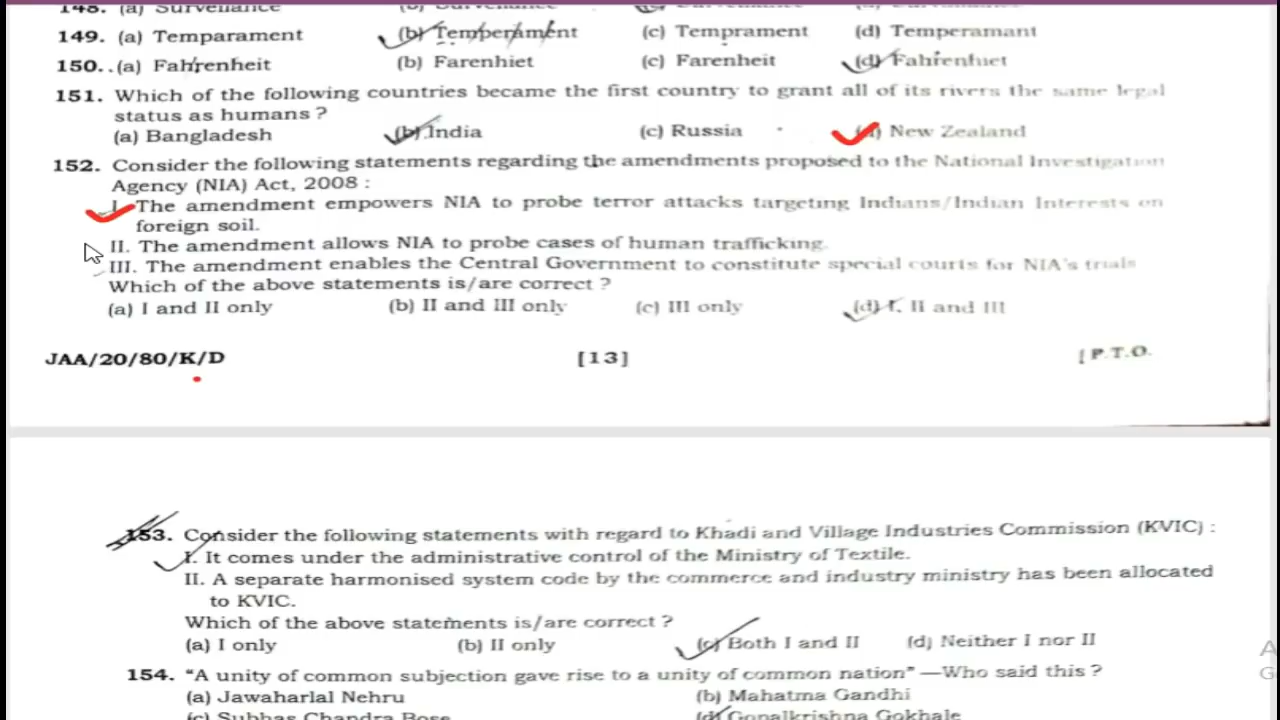 148. (a) Surveilance
149. (a) Temparament (b) Temperament (c) Temprament (d) Temperamant
150. (a) Fahrenheit (b) Farenhiet (c) Farenheit (d) Fahrenhiet
151. Which of the following countries became the first country to grant all of its rivers the same legal
status as humans ?
(a) Bangladesh (b) India (c) Russia (d) New Zealand
152. Consider the following statements regarding the amendments proposed to the National Investigation
Agency (NIA) Act, 2008 :
I. The amendment empowers NIA to probe terror attacks targeting Indians/Indian Interests on
foreign soil.
II. The amendment allows NIA to probe cases of human trafficking.
III. The amendment enables the Central Government to constitute special courts for NIA's trials
Which of the above statements is/are correct ?
(a) I and II only (b) II and III only (c) III only (d) I, II and III
JAA/20/80/K/D [13] [ P.T.O.
153. Consider the following statements with regard to Khadi and Village Industries Commission (KVIC) :
I. It comes under the administrative control of the Ministry of Textile.
II. A separate harmonised system code by the commerce and industry ministry has been allocated
to KVIC.
Which of the above statements is/are correct ?
(a) I only (b) II only (c) Both I and II (d) Neither I nor II
154. “A unity of common subjection gave rise to a unity of common nation”—Who said this ?
(a) Jawaharlal Nehru (b) Mahatma Gandhi
(c) Subhas Chandra Bose (d) Gopalkrishna Gokhale